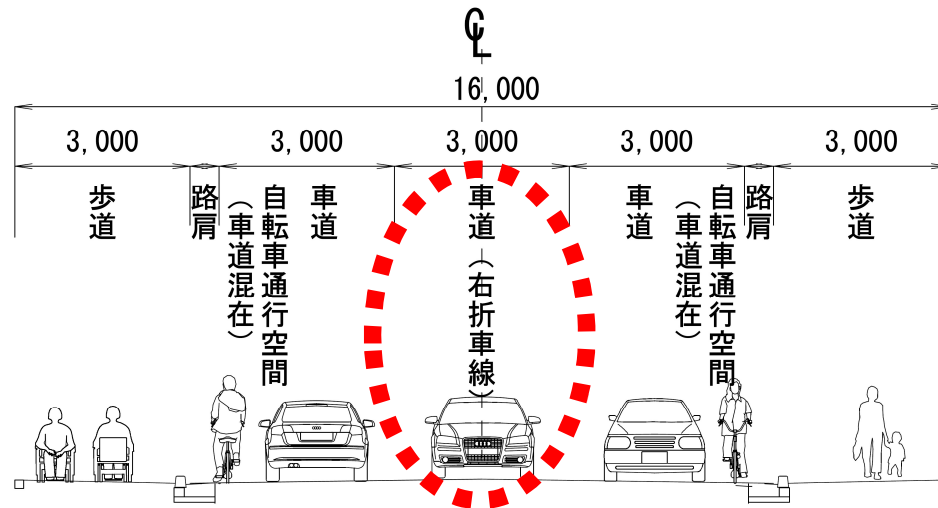 ℄
16,000
3,000
3,000
3,000
3,000
3,000
歩道
路肩
自転車通行空間
(車道混在)
車道
車道(右折車線)
車道
自転車通行空間
(車道混在)
路肩
歩道